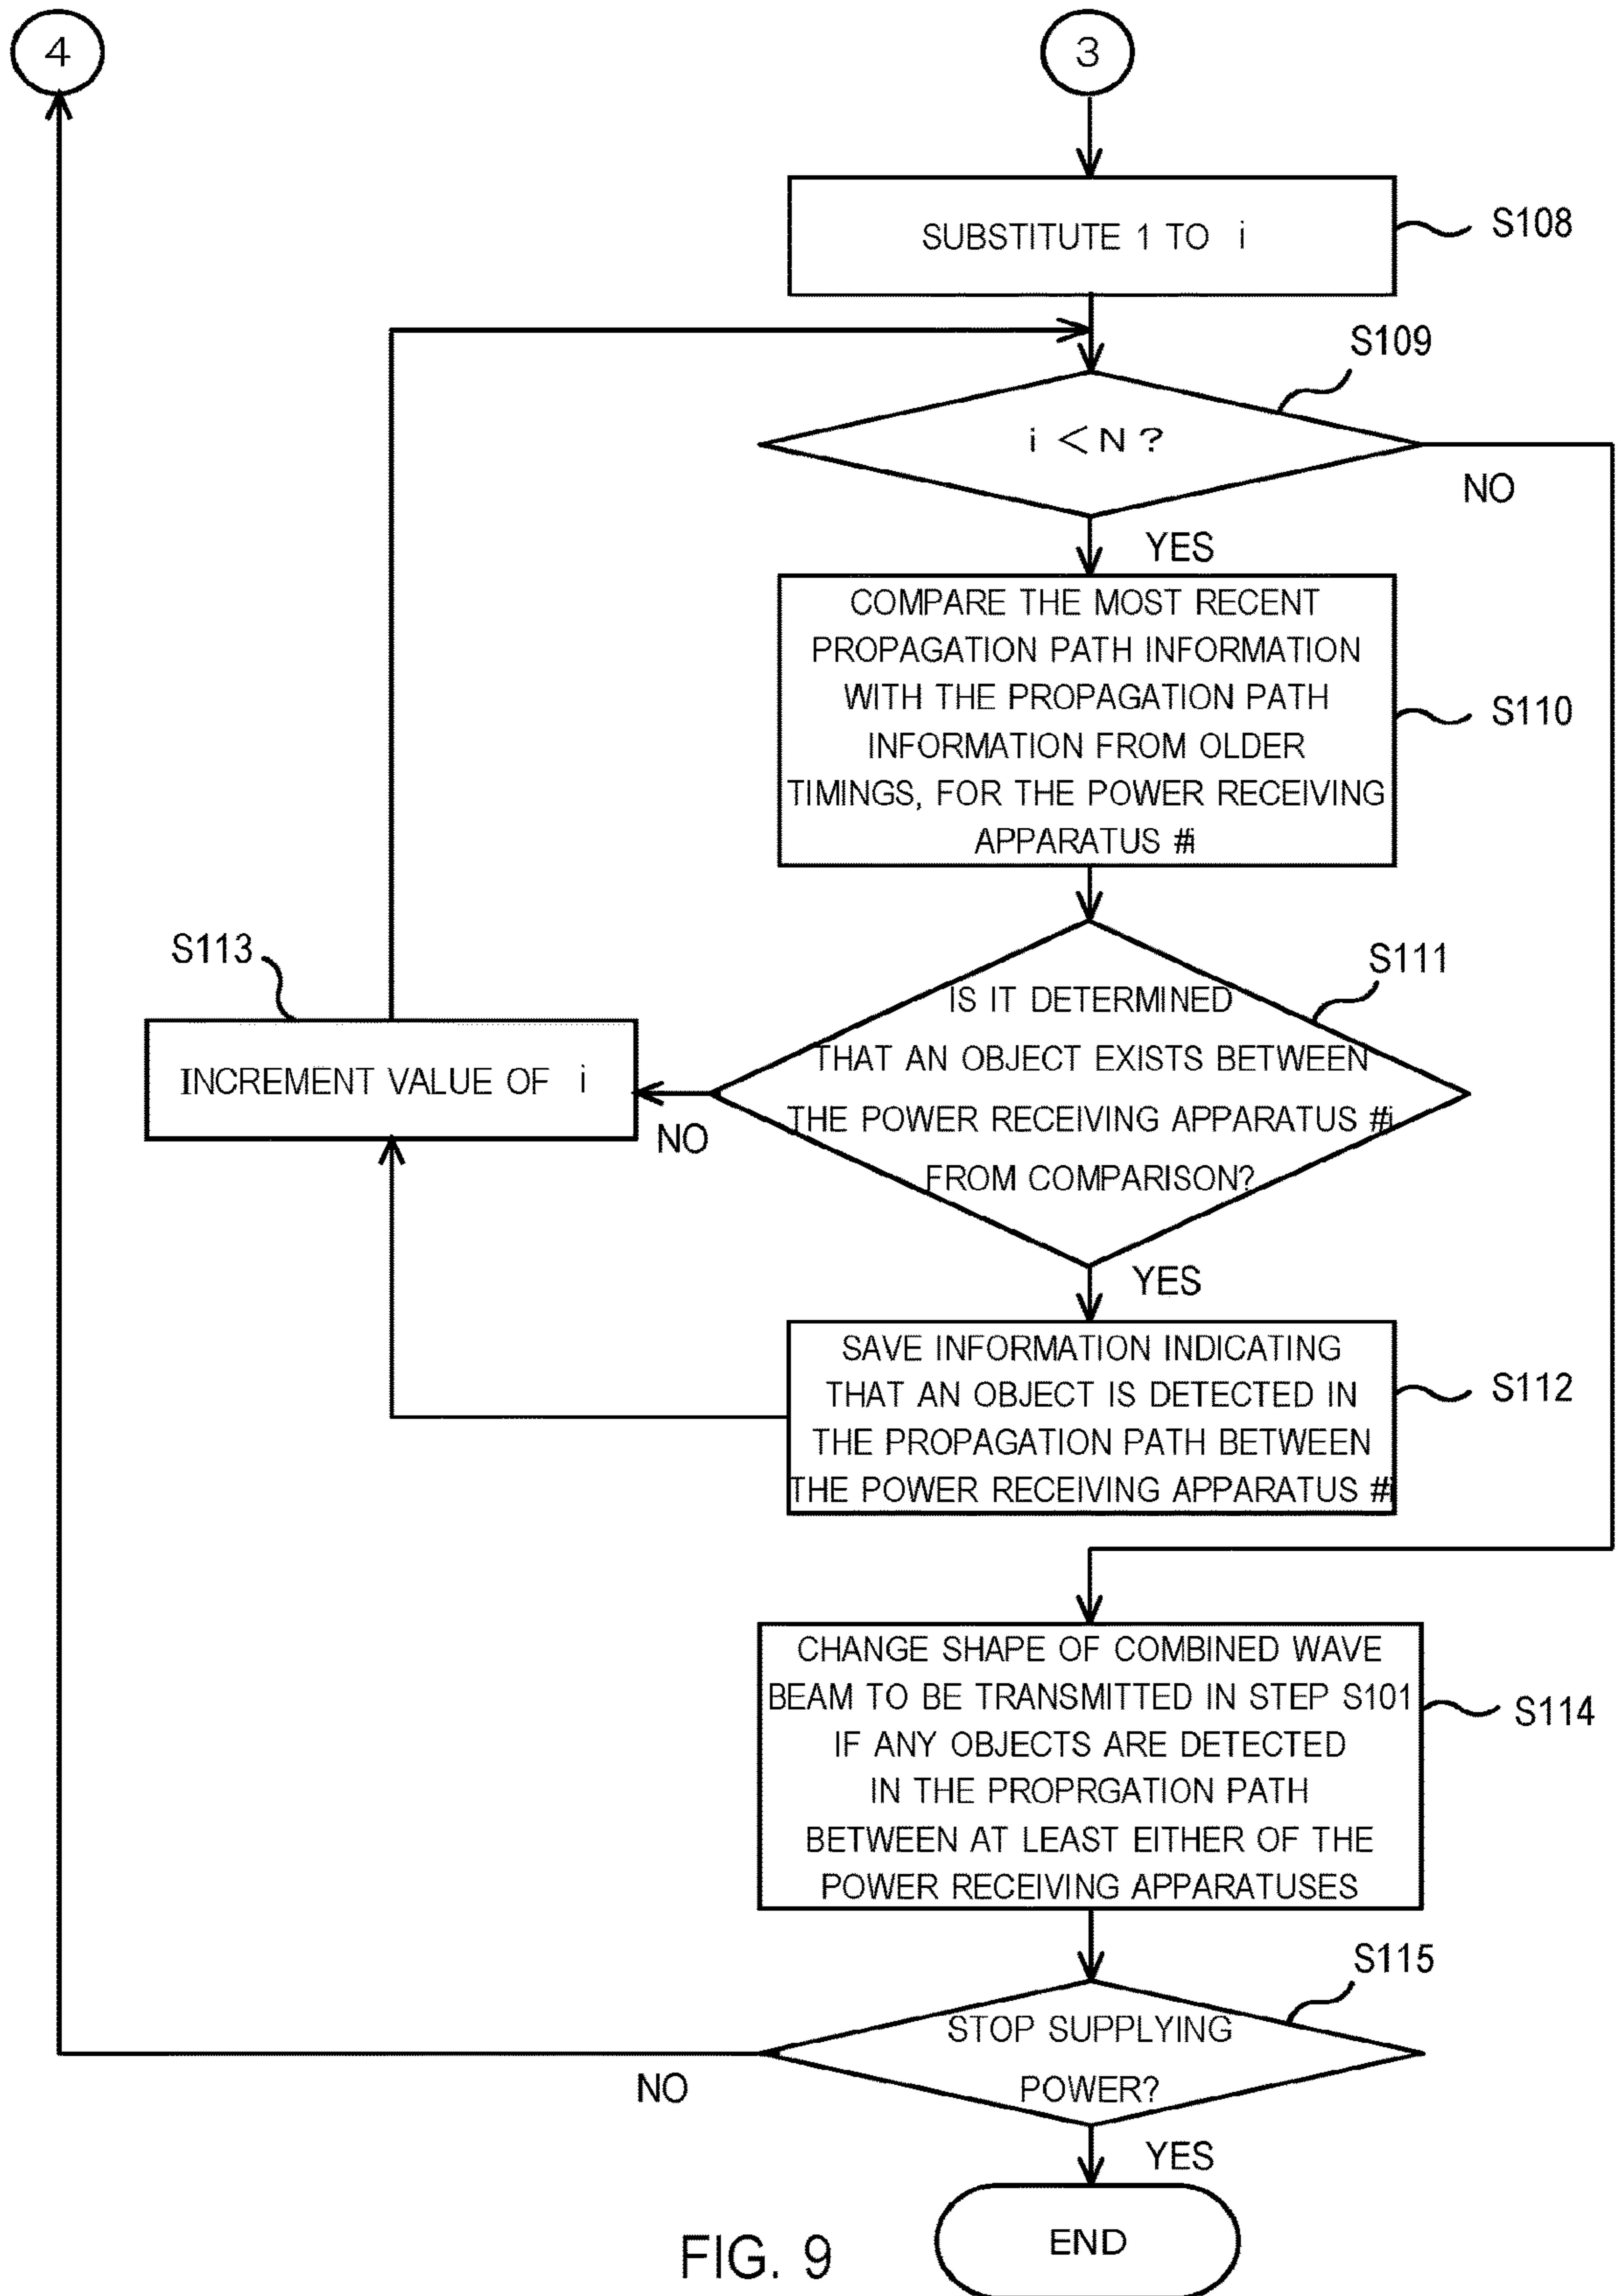 4
3
SUBSTITUTE 1 TO i
S108
S109
i < N ?
NO
YES
COMPARE THE MOST RECENT
PROPAGATION PATH INFORMATION
WITH THE PROPAGATION PATH
INFORMATION FROM OLDER
TIMINGS, FOR THE POWER RECEIVING
APPARATUS #i
S110
S113
INCREMENT VALUE OF i
S111
IS IT DETERMINED
THAT AN OBJECT EXISTS BETWEEN
THE POWER RECEIVING APPARATUS #i
FROM COMPARISON?
NO
YES
SAVE INFORMATION INDICATING
THAT AN OBJECT IS DETECTED IN
THE PROPAGATION PATH BETWEEN
THE POWER RECEIVING APPARATUS #i
S112
CHANGE SHAPE OF COMBINED WAVE
BEAM TO BE TRANSMITTED IN STEP S101
IF ANY OBJECTS ARE DETECTED
IN THE PROPRGATION PATH
BETWEEN AT LEAST EITHER OF THE
POWER RECEIVING APPARATUSES
S114
S115
STOP SUPPLYING
POWER?
NO
YES
END
FIG. 9